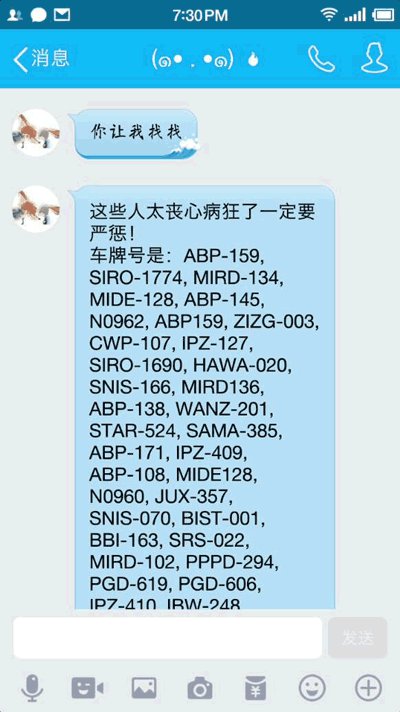 7:30PM
消息
(๑• . •๑)
你让我找找
这些人太丧心病狂了一定要
严惩！
车牌号是：ABP-159,
SIRO-1774, MIRD-134,
MIDE-128, ABP-145,
N0962, ABP159, ZIZG-003,
CWP-107, IPZ-127,
SIRO-1690, HAWA-020,
SNIS-166, MIRD136,
ABP-138, WANZ-201,
STAR-524, SAMA-385,
ABP-171, IPZ-409,
ABP-108, MIDE128,
N0960, JUX-357,
SNIS-070, BIST-001,
BBI-163, SRS-022,
MIRD-102, PPPD-294,
PGD-619, PGD-606,
IPZ-410, IBW-248
发送